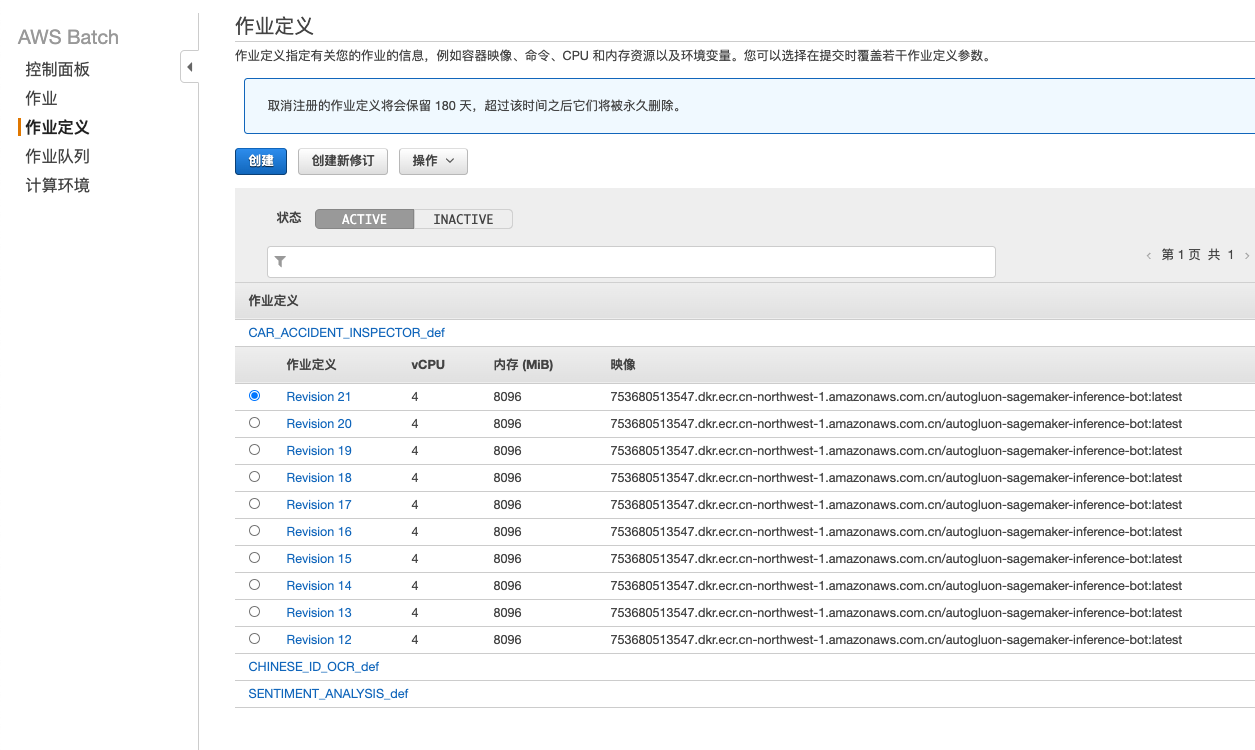 AWS Batch
控制面板
作业
作业定义
作业队列
计算环境
作业定义
作业定义指定有关您的作业的信息，例如容器映像、命令、CPU 和内存资源以及环境变量。您可以选择在提交时覆盖若干作业定义参数。
取消注册的作业定义将会保留 180 天，超过该时间之后它们将被永久删除。
创建 创建新修订 操作
状态 ACTIVE INACTIVE
第 1 页 共 1
作业定义
CAR_ACCIDENT_INSPECTOR_def
作业定义 vCPU 内存 (MiB) 映像
Revision 21 4 8096 753680513547.dkr.ecr.cn-northwest-1.amazonaws.com.cn/autogluon-sagemaker-inference-bot:latest
Revision 20 4 8096 753680513547.dkr.ecr.cn-northwest-1.amazonaws.com.cn/autogluon-sagemaker-inference-bot:latest
Revision 19 4 8096 753680513547.dkr.ecr.cn-northwest-1.amazonaws.com.cn/autogluon-sagemaker-inference-bot:latest
Revision 18 4 8096 753680513547.dkr.ecr.cn-northwest-1.amazonaws.com.cn/autogluon-sagemaker-inference-bot:latest
Revision 17 4 8096 753680513547.dkr.ecr.cn-northwest-1.amazonaws.com.cn/autogluon-sagemaker-inference-bot:latest
Revision 16 4 8096 753680513547.dkr.ecr.cn-northwest-1.amazonaws.com.cn/autogluon-sagemaker-inference-bot:latest
Revision 15 4 8096 753680513547.dkr.ecr.cn-northwest-1.amazonaws.com.cn/autogluon-sagemaker-inference-bot:latest
Revision 14 4 8096 753680513547.dkr.ecr.cn-northwest-1.amazonaws.com.cn/autogluon-sagemaker-inference-bot:latest
Revision 13 4 8096 753680513547.dkr.ecr.cn-northwest-1.amazonaws.com.cn/autogluon-sagemaker-inference-bot:latest
Revision 12 4 8096 753680513547.dkr.ecr.cn-northwest-1.amazonaws.com.cn/autogluon-sagemaker-inference-bot:latest
CHINESE_ID_OCR_def
SENTIMENT_ANALYSIS_def